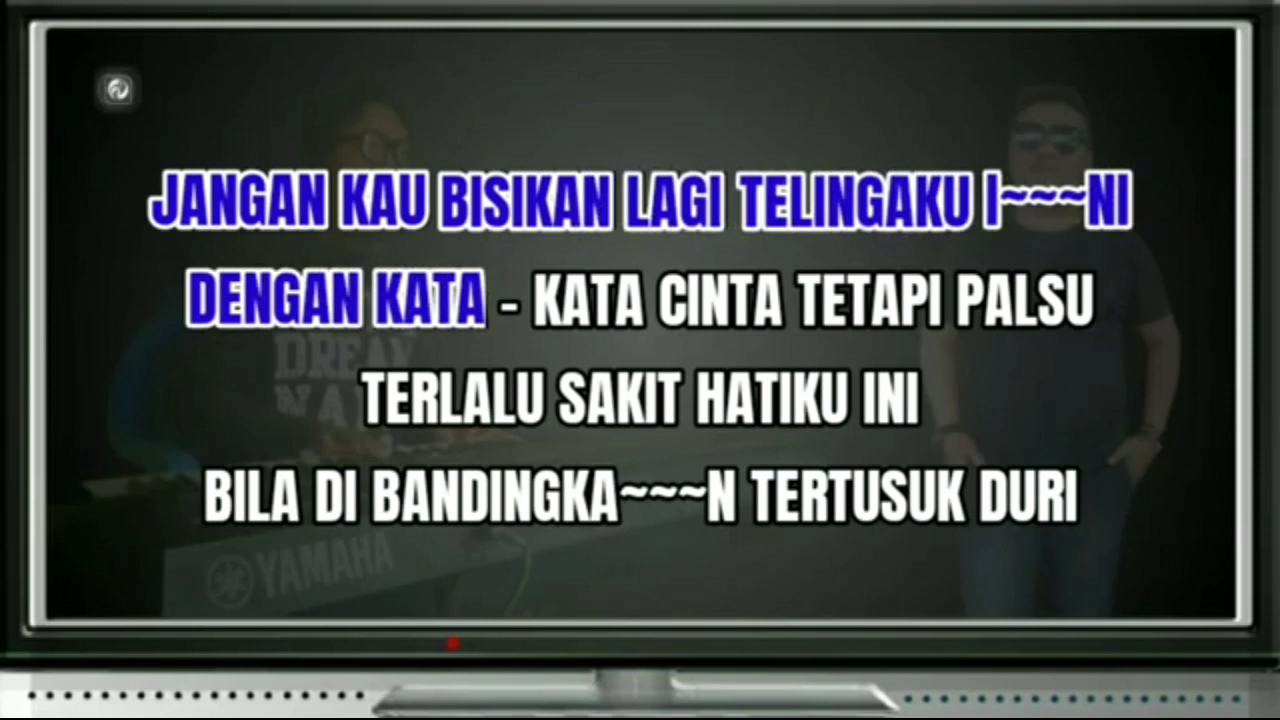 JANGAN KAU BISIKAN LAGI TELINGAKU I~~~NI
DENGAN KATA - KATA CINTA TETAPI PALSU
TERLALU SAKIT HATIKU INI
BILA DI BANDINGKA~~~N TERTUSUK DURI
YAMAHA